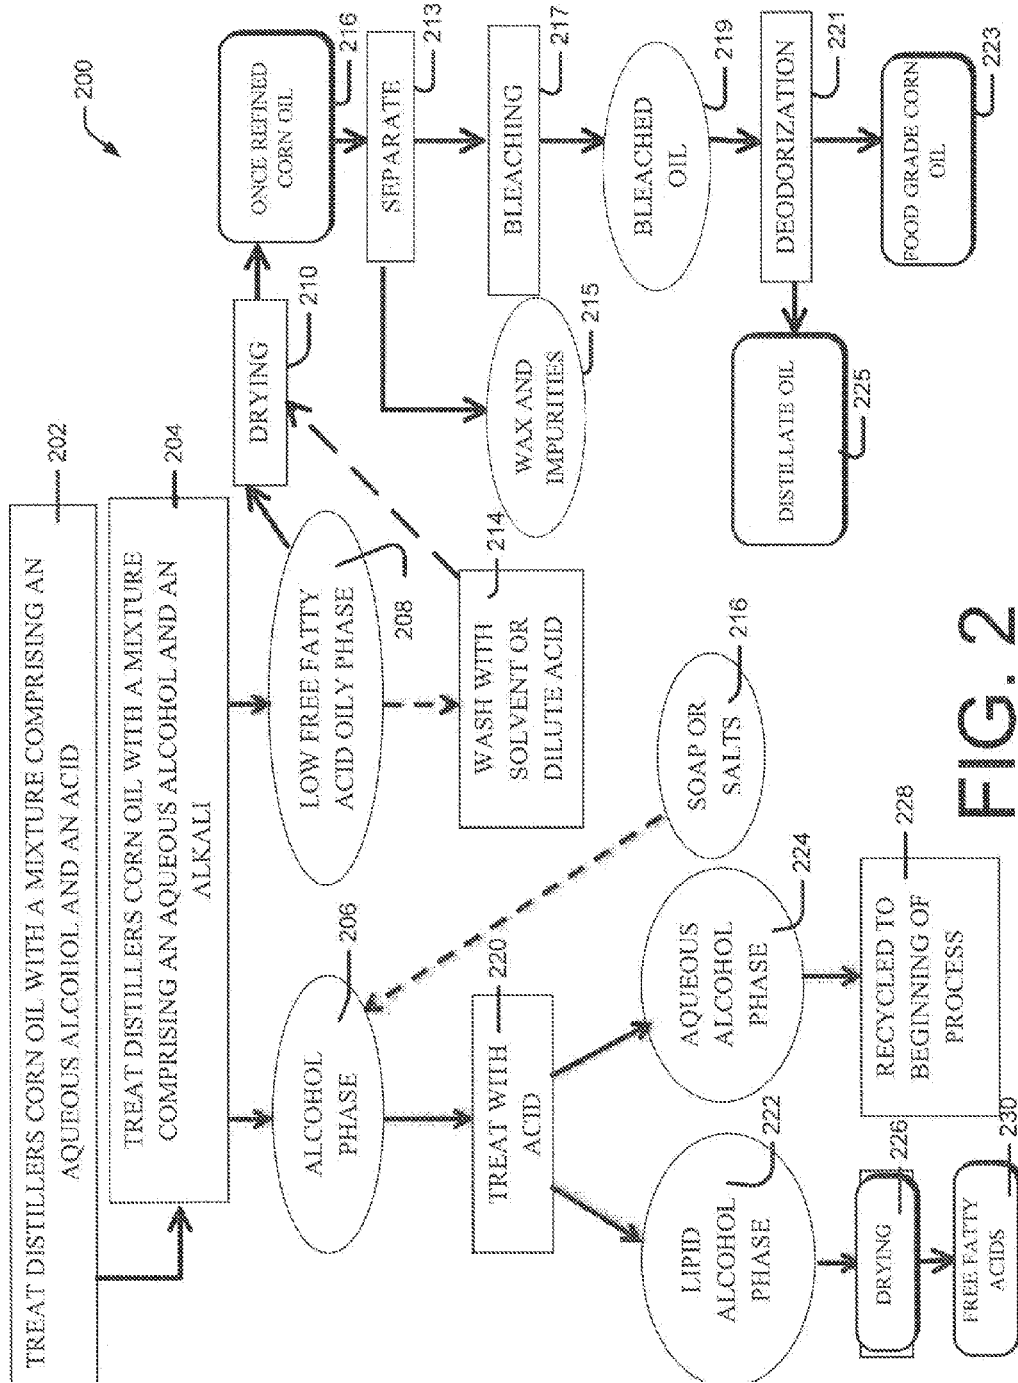 200
TREAT DISTILLERS CORN OIL WITH A MIXTURE COMPRISING AN
AQUEOUS ALCOHOL AND AN ACID
202
TREAT DISTILLERS CORN OIL WITH A MIXTURE
COMPRISING AN AQUEOUS ALCOHOL AND AN
ALKALI
204
ALCOHOL
PHASE
206
LOW FREE FATTY
ACID OILY PHASE
208
DRYING
210
ONCE REFINED
CORN OIL
216
SEPARATE
213
WASH WITH
SOLVENT OR
DILUTE ACID
214
WAX AND
IMPURITIES
215
BLEACHING
217
BLEACHED
OIL
219
DEODORIZATION
221
DISTILLATE OIL
225
FOOD GRADE CORN
OIL
223
TREAT WITH
ACID
220
SOAP OR
SALTS
216
LIPID
ALCOHOL
PHASE
222
AQUEOUS
ALCOHOL
PHASE
224
DRYING
226
RECYCLED TO
BEGINNING OF
PROCESS
228
FREE FATTY
ACIDS
230
FIG. 2